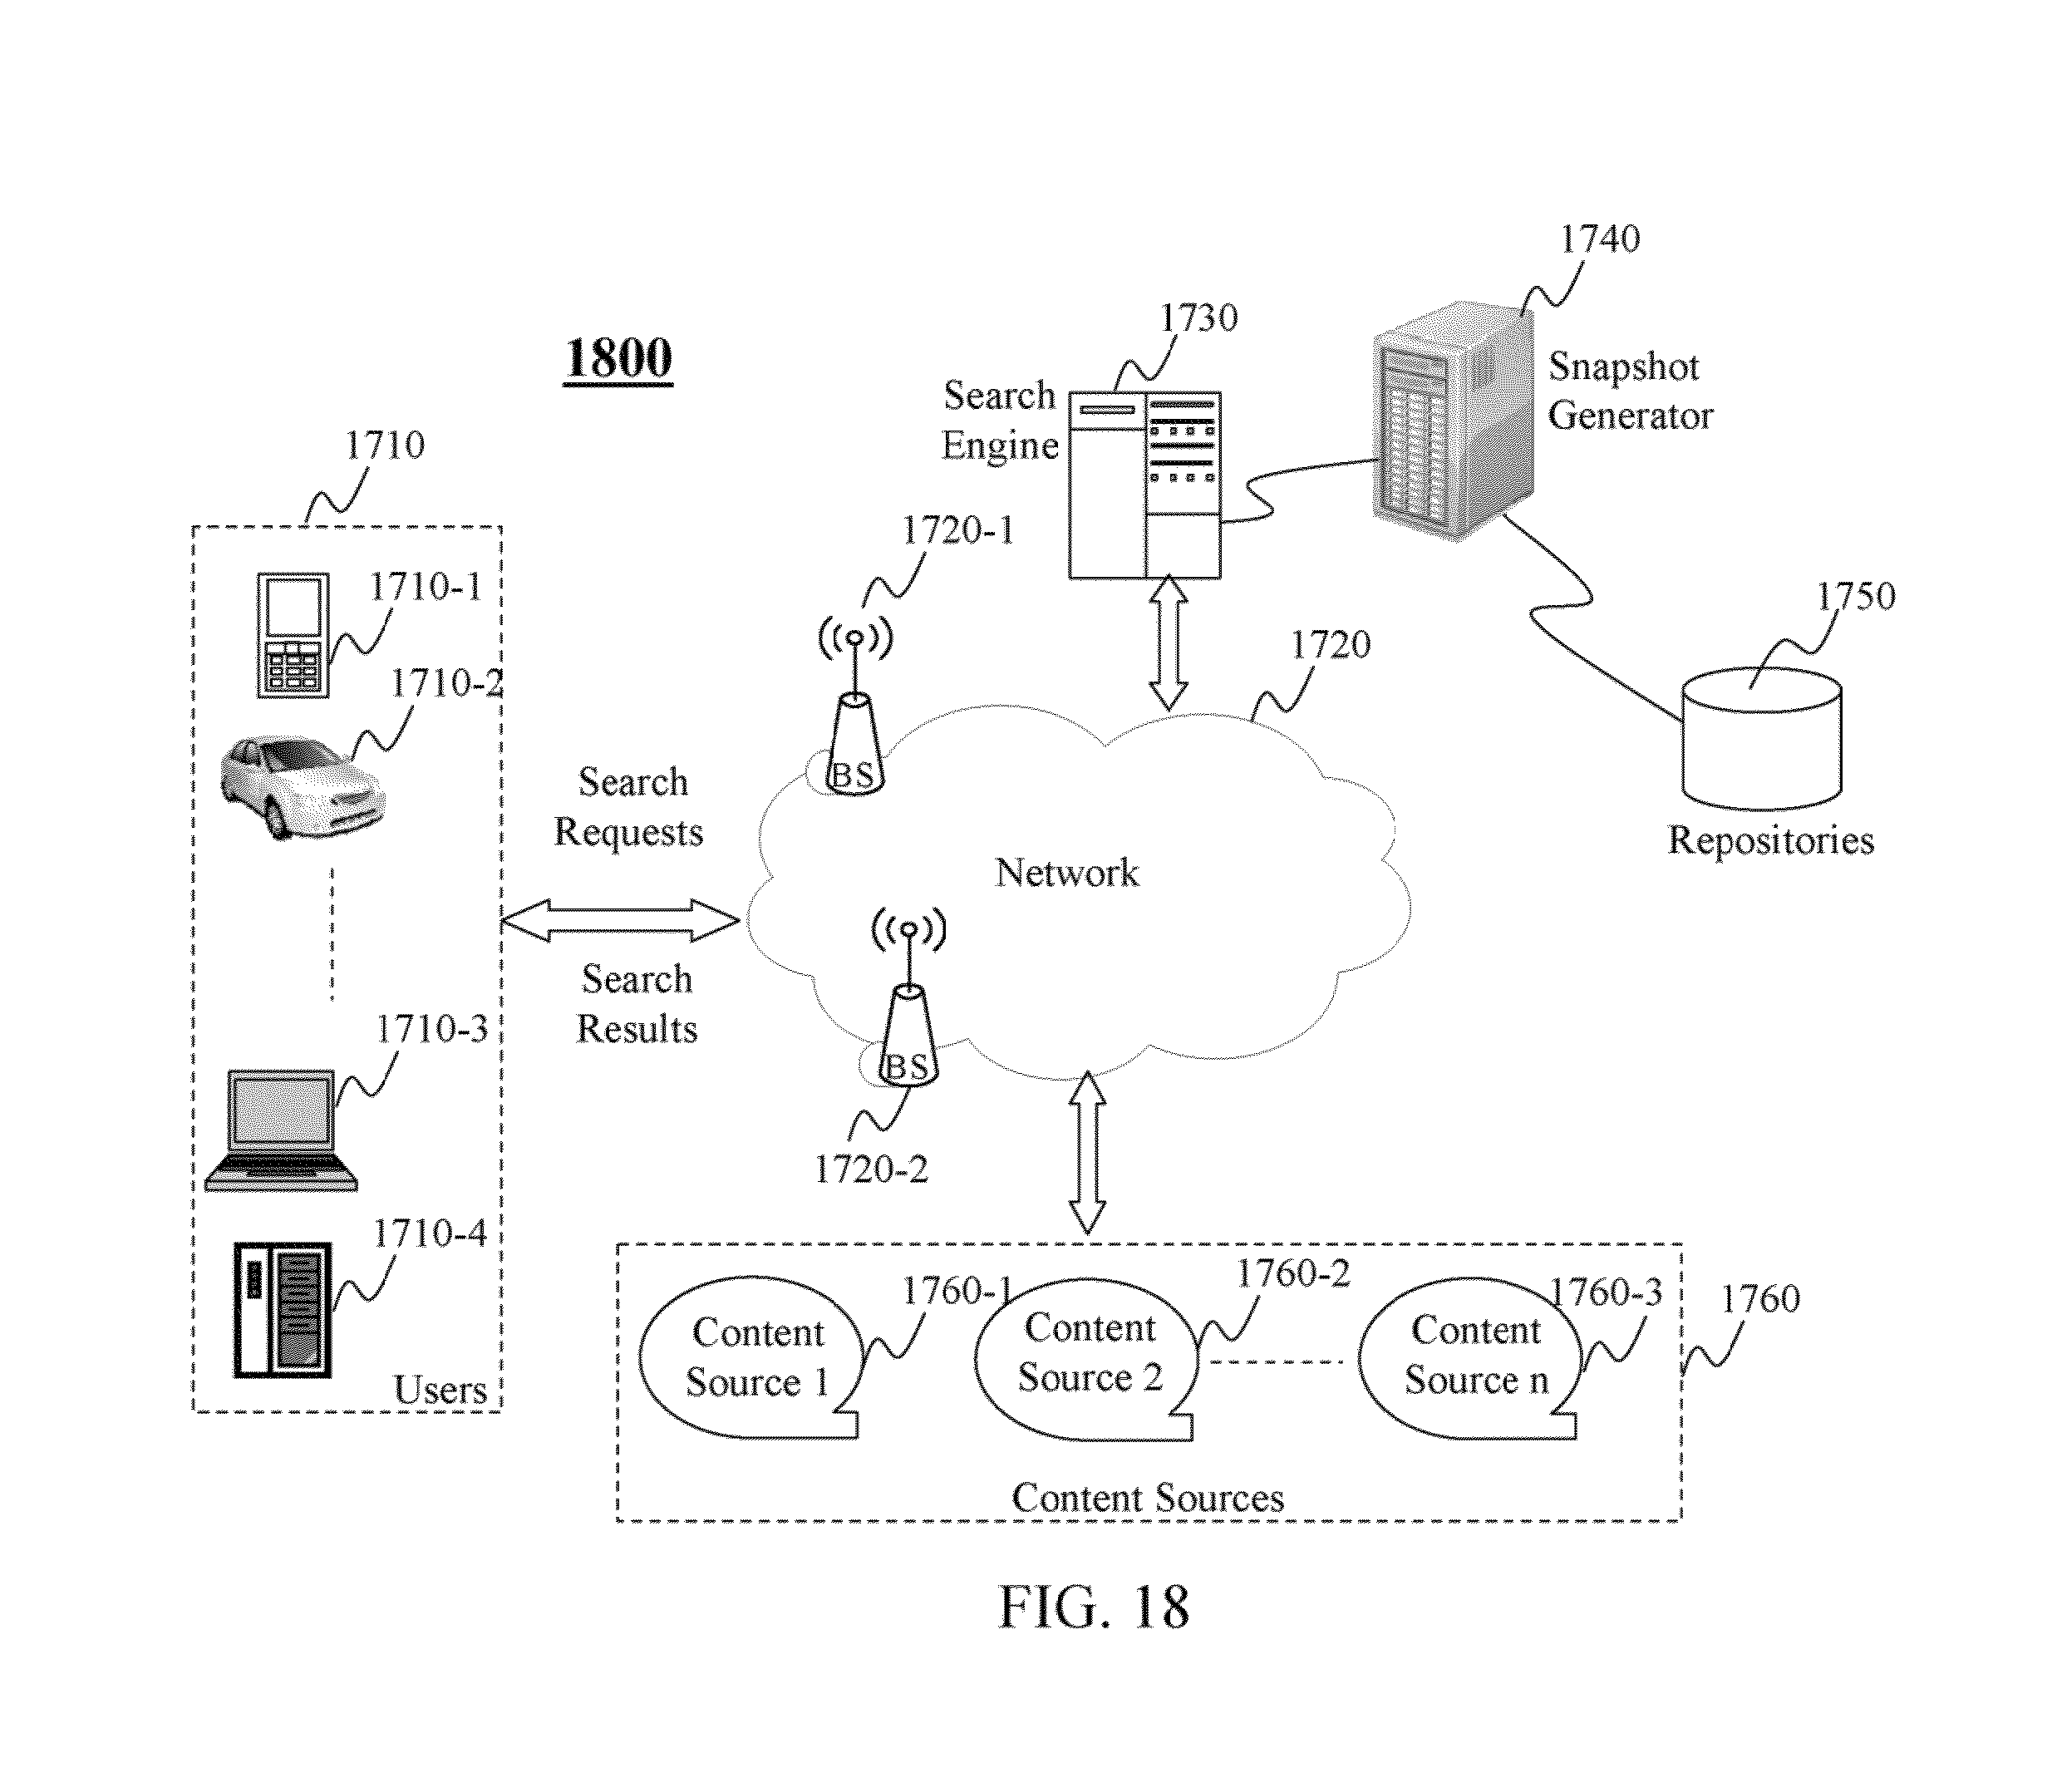 1740
1730
1800
Snapshot
Generator
Search
Engine
1710
1720-1
1710-1
1750
1720
1710-2
BS
Search
Requests
Repositories
Network
Search
Results
1710-3
BS
1720-2
1710-4
Users
1760-1
1760-2
1760-3
1760
Content
Source 1
Content
Source 2
Content
Source n
Content Sources
FIG. 18